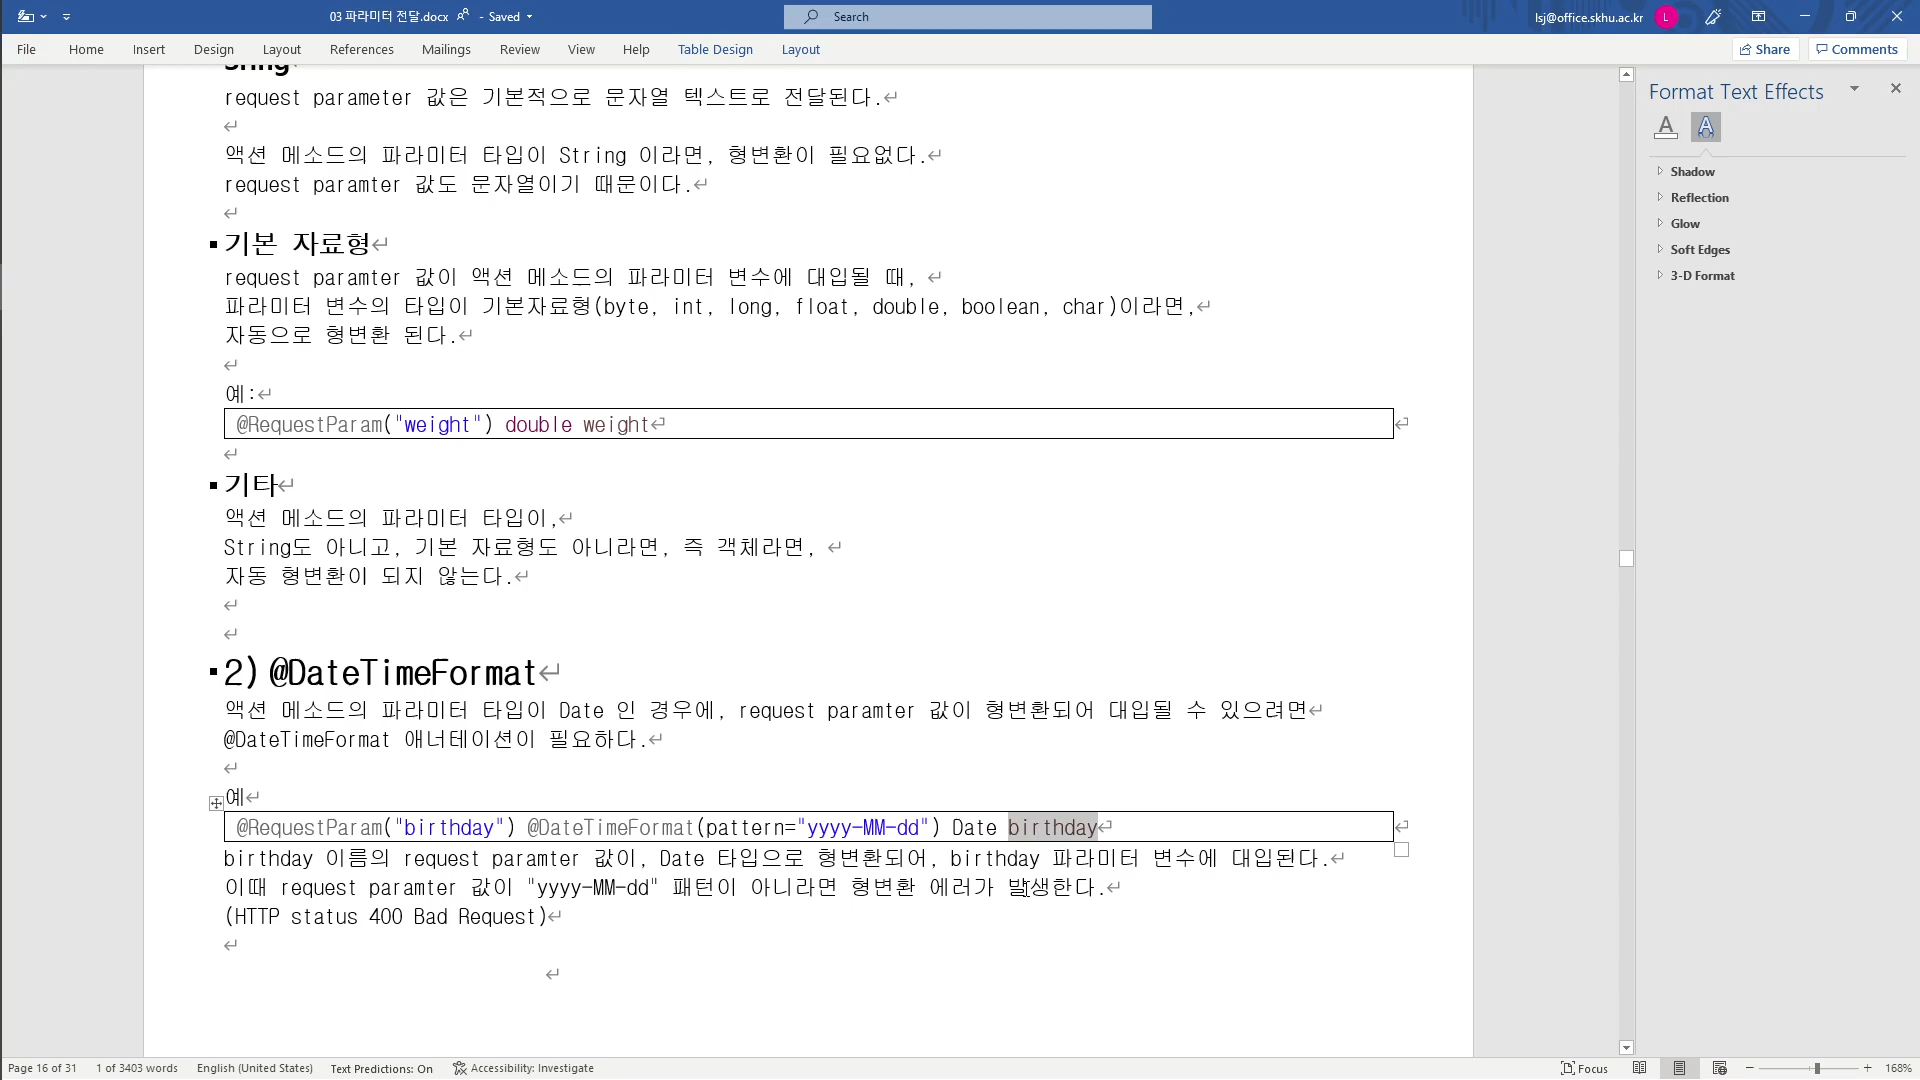 03 파라미터 전달.docx - Saved
Search
lsj@office.skhu.ac.kr L
File Home Insert Design Layout References Mailings Review View Help Table Design Layout
Share Comments
Sring
request parameter 값은 기본적으로 문자열 텍스트로 전달된다.
액션 메소드의 파라미터 타입이 String 이라면, 형변환이 필요없다.
request paramter 값도 문자열이기 때문이다.
기본 자료형
request paramter 값이 액션 메소드의 파라미터 변수에 대입될 때,
파라미터 변수의 타입이 기본자료형(byte, int, long, float, double, boolean, char)이라면,
자동으로 형변환 된다.
예:
@RequestParam("weight") double weight
기타
액션 메소드의 파라미터 타입이,
String도 아니고, 기본 자료형도 아니라면, 즉 객체라면,
자동 형변환이 되지 않는다.
2) @DateTimeFormat
액션 메소드의 파라미터 타입이 Date 인 경우에, request paramter 값이 형변환되어 대입될 수 있으려면
@DateTimeFormat 애너테이션이 필요하다.
예
@RequestParam("birthday") @DateTimeFormat(pattern="yyyy-MM-dd") Date birthday
birthday 이름의 request paramter 값이, Date 타입으로 형변환되어, birthday 파라미터 변수에 대입된다.
이때 request paramter 값이 "yyyy-MM-dd" 패턴이 아니라면 형변환 에러가 발생한다.
(HTTP status 400 Bad Request)
Format Text Effects
Shadow
Reflection
Glow
Soft Edges
3-D Format
Page 16 of 31 1 of 3403 words English (United States) Text Predictions: On Accessibility: Investigate
Focus 168%